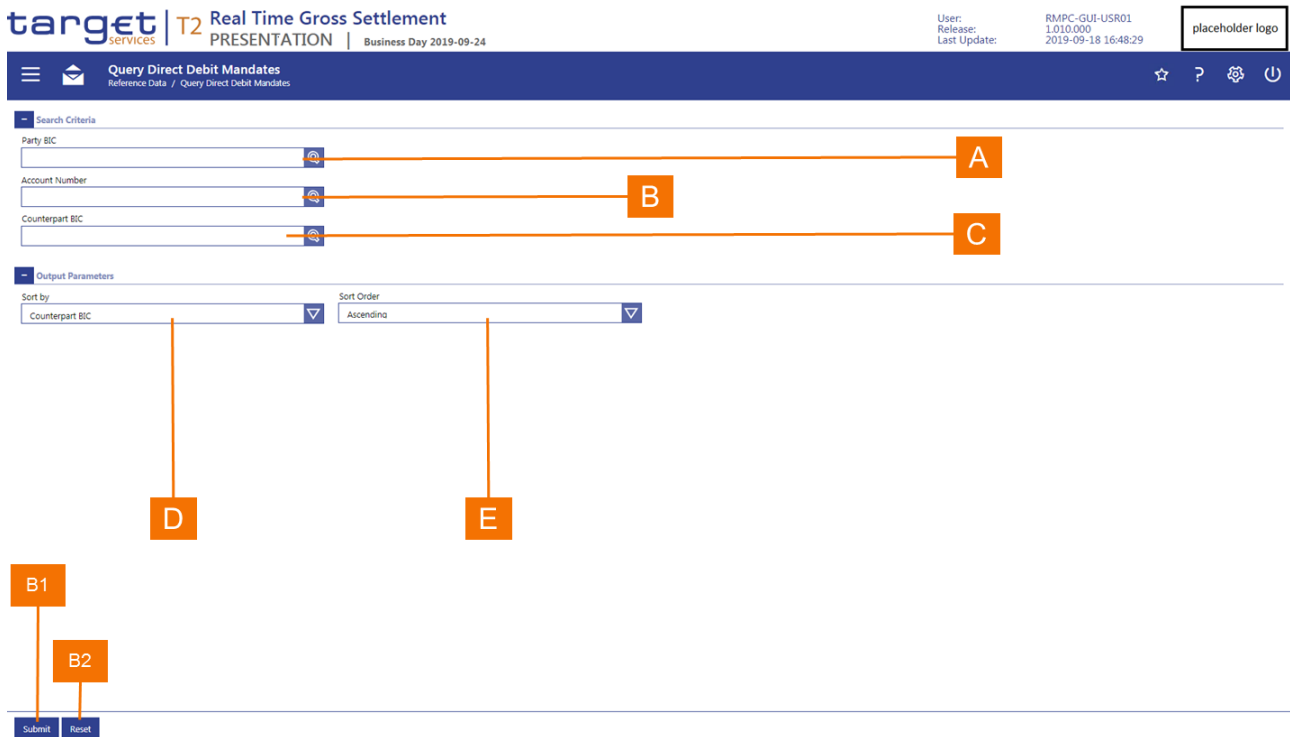 target services T2 Real Time Gross Settlement
PRESENTATION | Business Day 2019-09-24
User: RMPC-GUI-USR01
Release: 1.010.000
Last Update: 2019-09-18 16:48:29
placeholder logo
Query Direct Debit Mandates
Reference Data / Query Direct Debit Mandates
?
Search Criteria
Party BIC
A
Account Number
B
Counterpart BIC
C
Output Parameters
Sort by Sort Order
Counterpart BIC Ascending
D E
B1
B2
Submit Reset